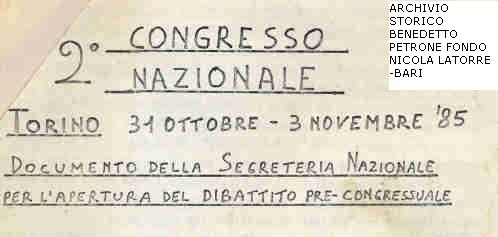 2° CONGRESSO
NAZIONALE
TORINO 31 OTTOBRE - 3 NOVEMBRE '85
DOCUMENTO DELLA SEGRETERIA NAZIONALE
PER L'APERTURA DEL DIBATTITO PRE-CONGRESSUALE
ARCHIVIO
STORICO
BENEDETTO
PETRONE FONDO
NICOLA LATORRE
-BARI